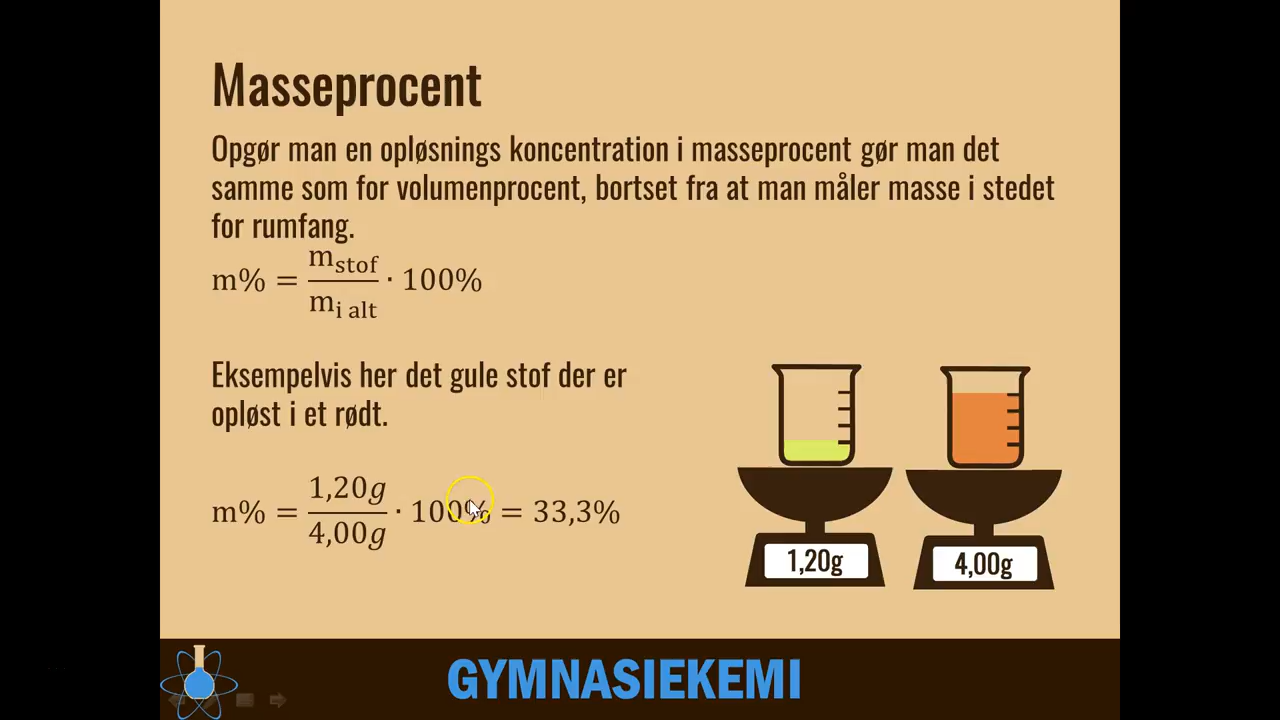 Masseprocent
Opgør man en opløsnings koncentration i masseprocent gør man det
samme som for volumenprocent, bortset fra at man måler masse i stedet
for rumfang.
m% = m_stof / m_i alt · 100%
Eksempelvis her det gule stof der er
opløst i et rødt.
m% = 1,20g / 4,00g · 100% = 33,3%
1,20g
4,00g
GYMNASIEKEMI